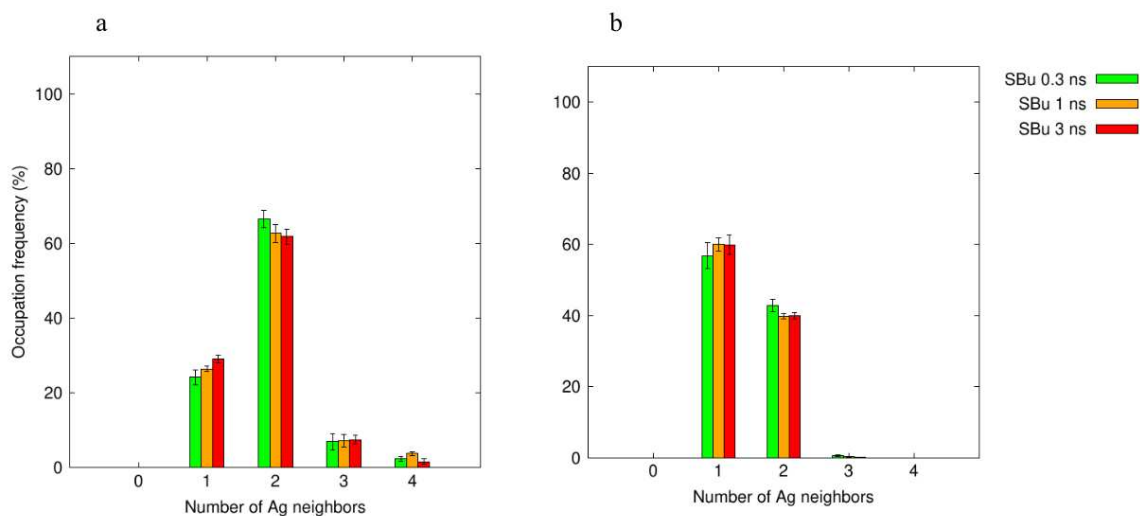 a
b
SBu 0.3 ns
SBu 1 ns
SBu 3 ns
Occupation frequency (%)
100
80
60
40
20
0
0 1 2 3 4
Number of Ag neighbors
100
80
60
40
20
0
0 1 2 3 4
Number of Ag neighbors